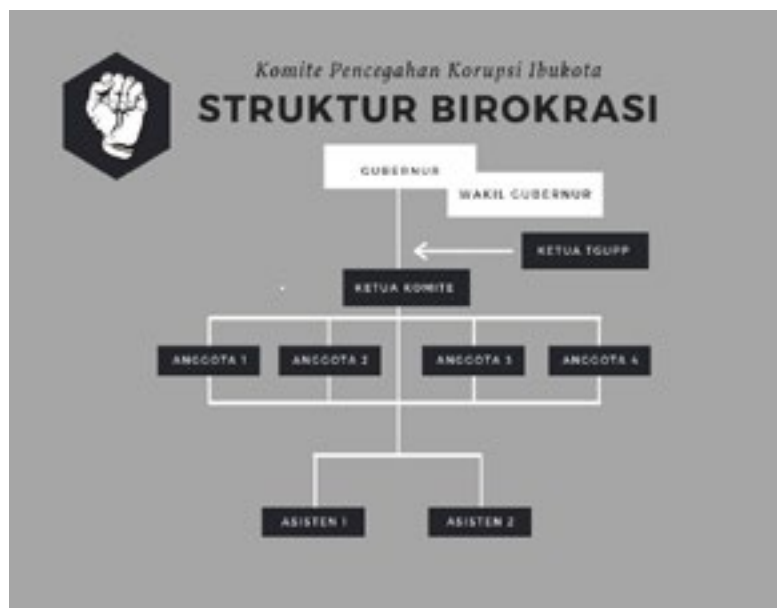 Komite Pencegahan Korupsi Ibukota
STRUKTUR BIROKRASI
GUBERNUR
WAKIL GUBERNUR
KETUA TGUPP
KETUA KOMITE
ANGGOTA 1 ANGGOTA 2 ANGGOTA 3 ANGGOTA 4
ASISTEN 1 ASISTEN 2